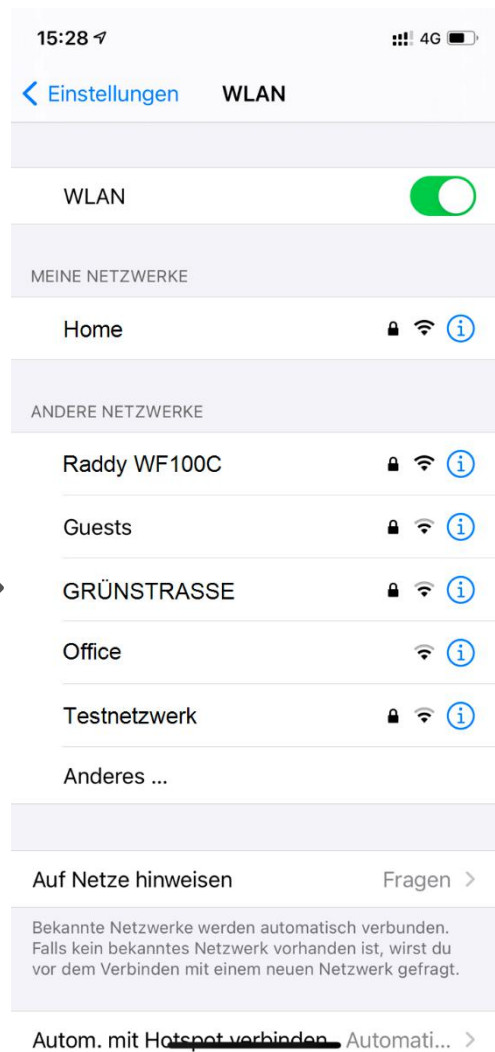 15:28
4G
Einstellungen WLAN
WLAN
MEINE NETZWERKE
Home
ANDERE NETZWERKE
Raddy WF100C
Guests
GRÜNSTRASSE
Office
Testnetzwerk
Anderes ...
Auf Netze hinweisen Fragen
Bekannte Netzwerke werden automatisch verbunden.
Falls kein bekanntes Netzwerk vorhanden ist, wirst du
vor dem Verbinden mit einem neuen Netzwerk gefragt.
Autom. mit Hotspot verbinden Automati...